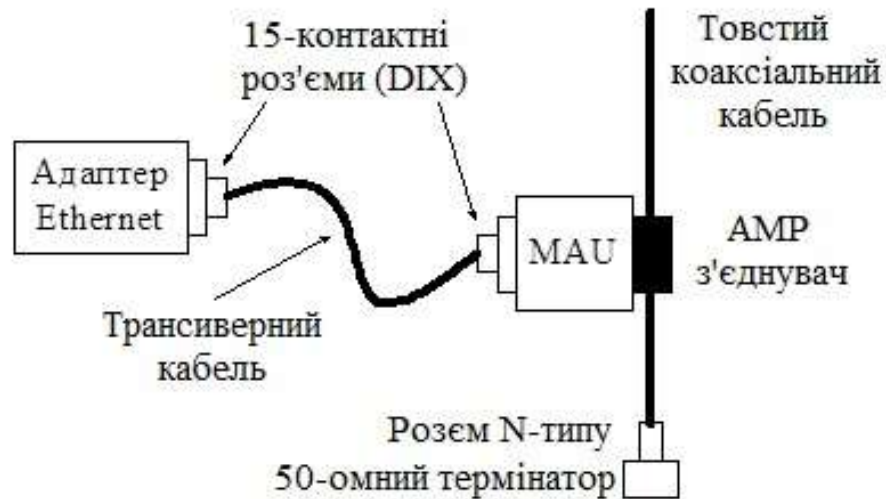 15-контактні
роз'єми (DIX)
Товстий
коаксіальний
кабель
Адаптер
Ethernet
MAU
AMP
з'єднувач
Трансиверний
кабель
Розєм N-типу
50-омний термінатор